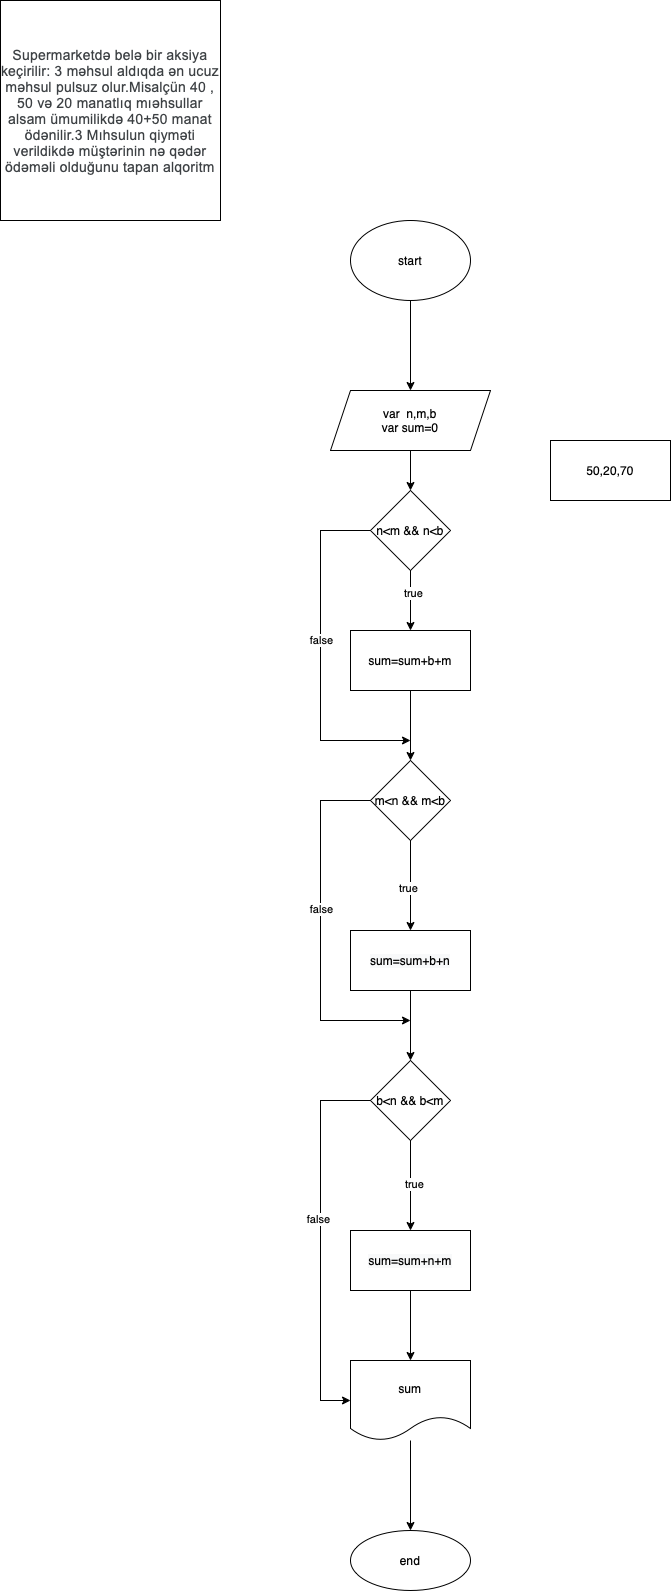 Supermarketdə belə bir aksiya
keçirilir: 3 məhsul aldıqda ən ucuz
məhsul pulsuz olur.Misalçün 40 ,
50 və 20 manatlıq mıəhsullar
alsam ümumilikdə 40+50 manat
ödənilir.3 Mıhsulun qiyməti
verildikdə müştərinin nə qədər
ödəməli olduğunu tapan alqoritm
start
var n,m,b
var sum=0
50,20,70
n<m && n<b
true
false
sum=sum+b+m
m<n && m<b
true
false
sum=sum+b+n
b<n && b<m
true
false
sum=sum+n+m
sum
end